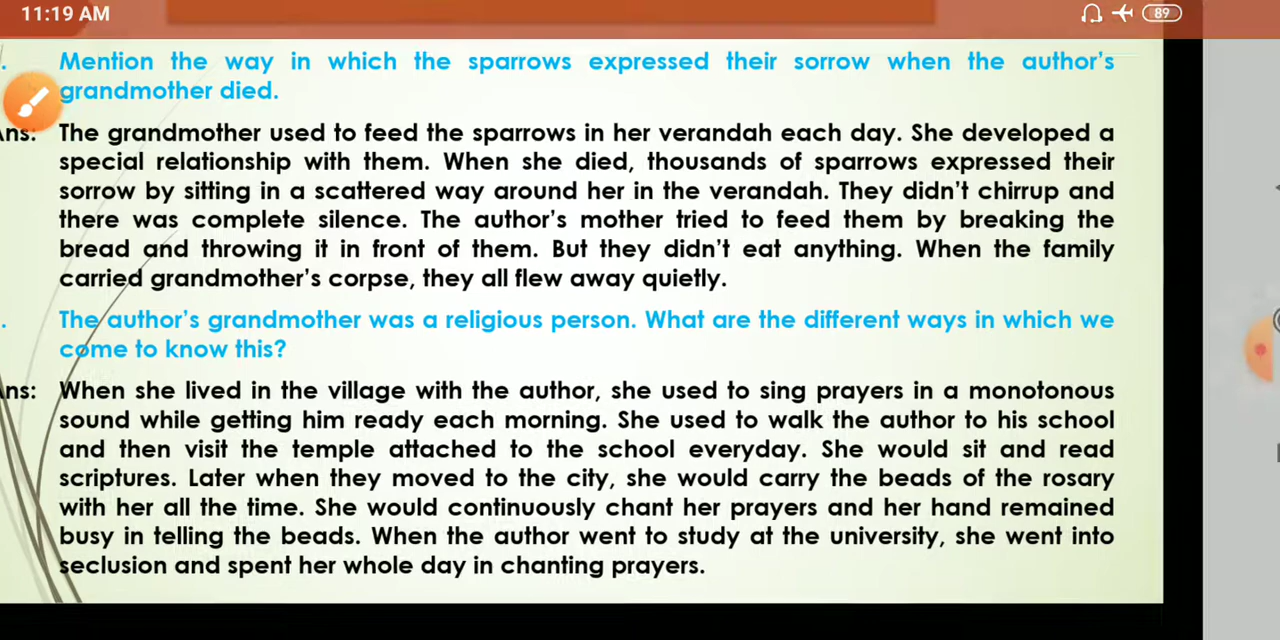 11:19 AM
89
. Mention the way in which the sparrows expressed their sorrow when the author's
grandmother died.
Ans: The grandmother used to feed the sparrows in her verandah each day. She developed a
special relationship with them. When she died, thousands of sparrows expressed their
sorrow by sitting in a scattered way around her in the verandah. They didn't chirrup and
there was complete silence. The author's mother tried to feed them by breaking the
bread and throwing it in front of them. But they didn't eat anything. When the family
carried grandmother's corpse, they all flew away quietly.
. The author's grandmother was a religious person. What are the different ways in which we
come to know this?
Ans: When she lived in the village with the author, she used to sing prayers in a monotonous
sound while getting him ready each morning. She used to walk the author to his school
and then visit the temple attached to the school everyday. She would sit and read
scriptures. Later when they moved to the city, she would carry the beads of the rosary
with her all the time. She would continuously chant her prayers and her hand remained
busy in telling the beads. When the author went to study at the university, she went into
seclusion and spent her whole day in chanting prayers.